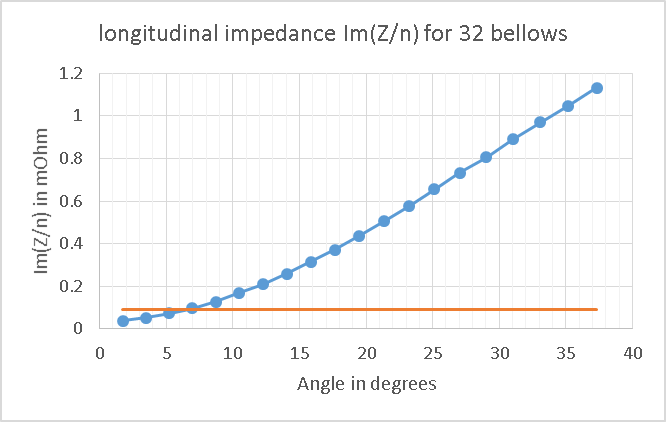 longitudinal impedance Im(Z/n) for 32 bellows
Im(Z/n) in mOhm
1.2
1
0.8
0.6
0.4
0.2
0
0 5 10 15 20 25 30 35 40
Angle in degrees